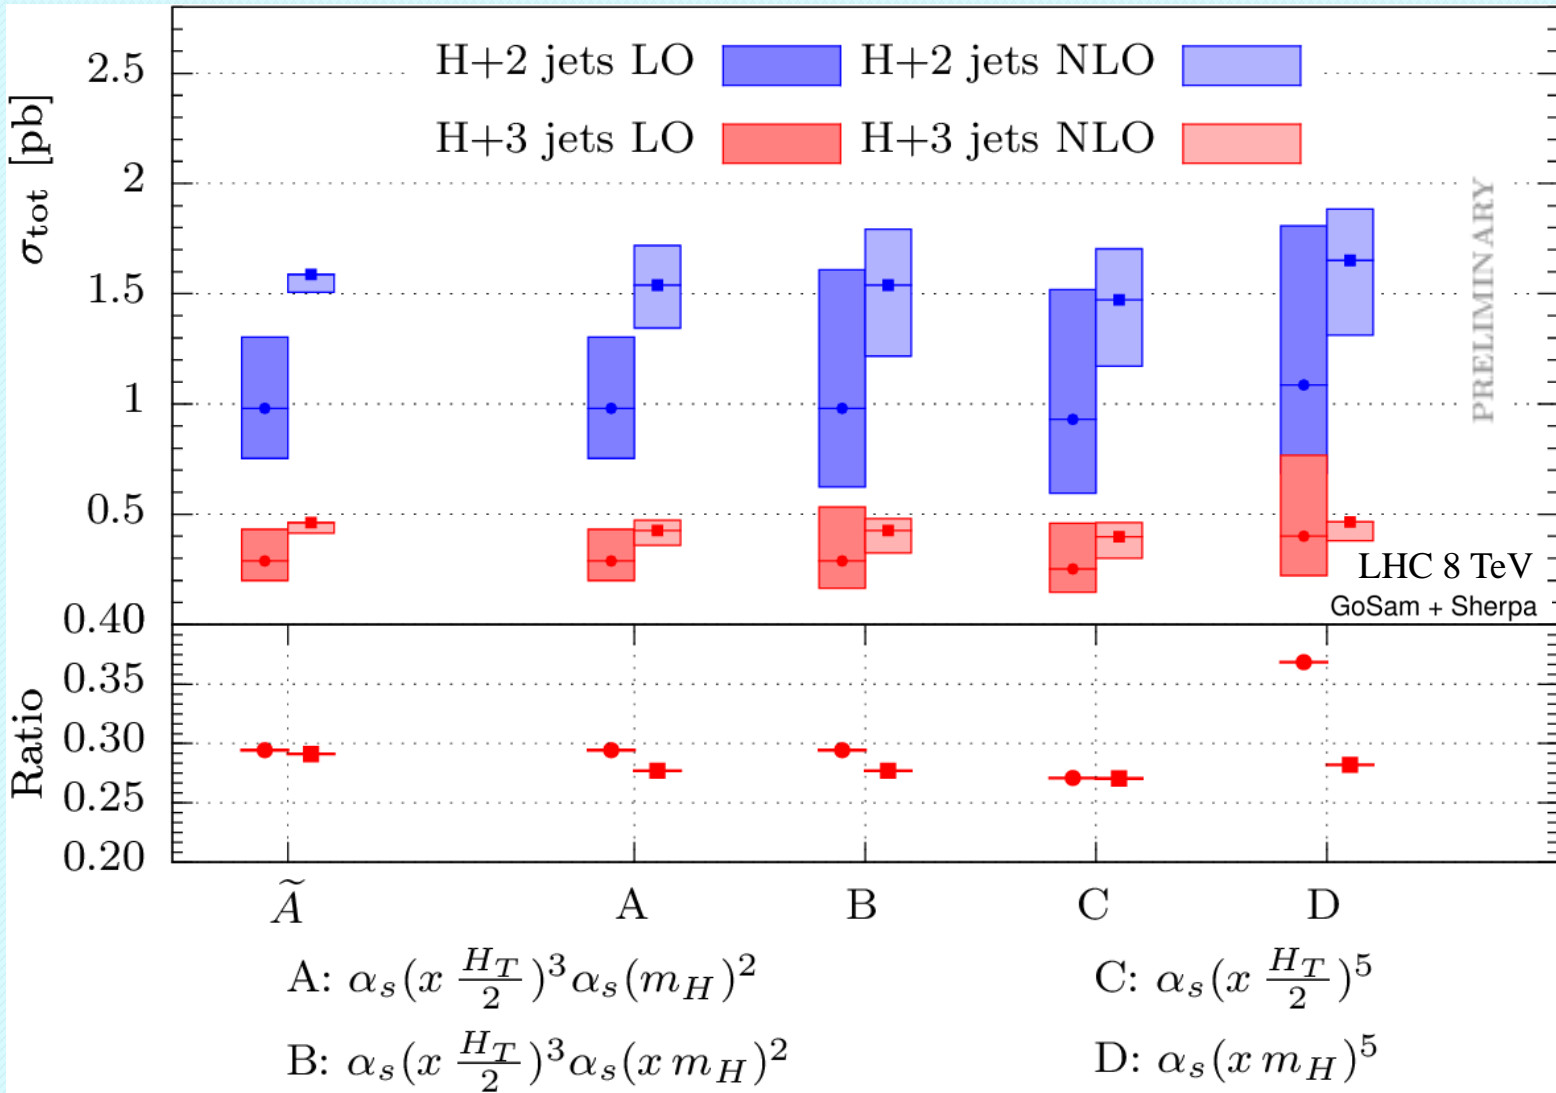 H+2 jets LO H+2 jets NLO
H+3 jets LO H+3 jets NLO
σtot [pb]
2.5
2
1.5
1
0.5
PRELIMINARY
LHC 8 TeV
GoSam + Sherpa
Ratio
0.40
0.35
0.30
0.25
0.20
Ã A B C D
A: αs(x HT/2)³αs(mH)² C: αs(x HT/2)⁵
B: αs(x HT/2)³αs(x mH)² D: αs(x mH)⁵